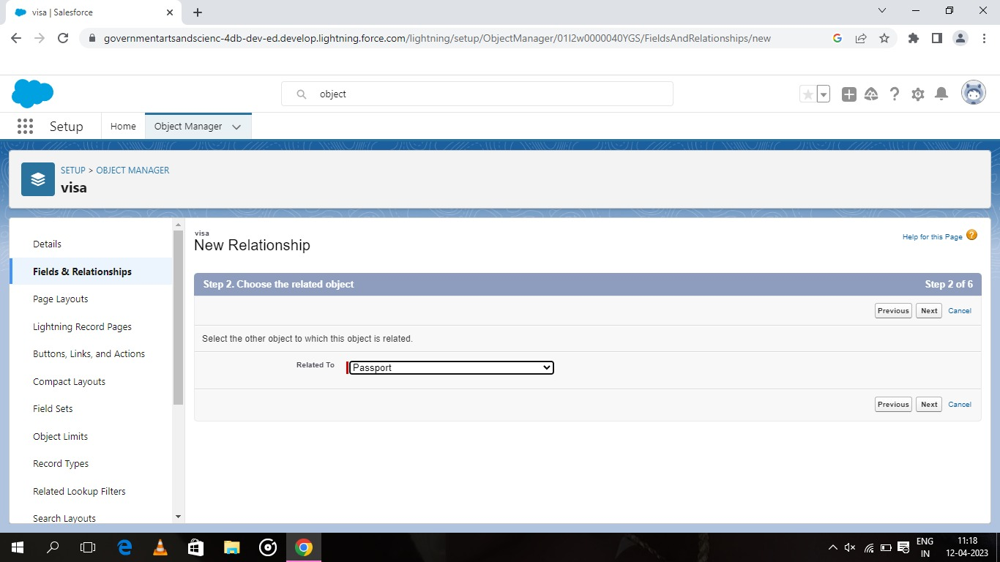 visa | Salesforce
governmentartsandscienc-4db-dev-ed.develop.lightning.force.com/lightning/setup/ObjectManager/01I2w0000040YGS/FieldsAndRelationships/new
object
Setup
Home
Object Manager
SETUP > OBJECT MANAGER
visa
Details
Fields & Relationships
Page Layouts
Lightning Record Pages
Buttons, Links, and Actions
Compact Layouts
Field Sets
Object Limits
Record Types
Related Lookup Filters
Search Layouts
visa
New Relationship
Help for this Page ?
Step 2. Choose the related object
Step 2 of 6
Previous Next Cancel
Select the other object to which this object is related.
Related To
Passport
Previous Next Cancel
ENG
IN
11:18
12-04-2023